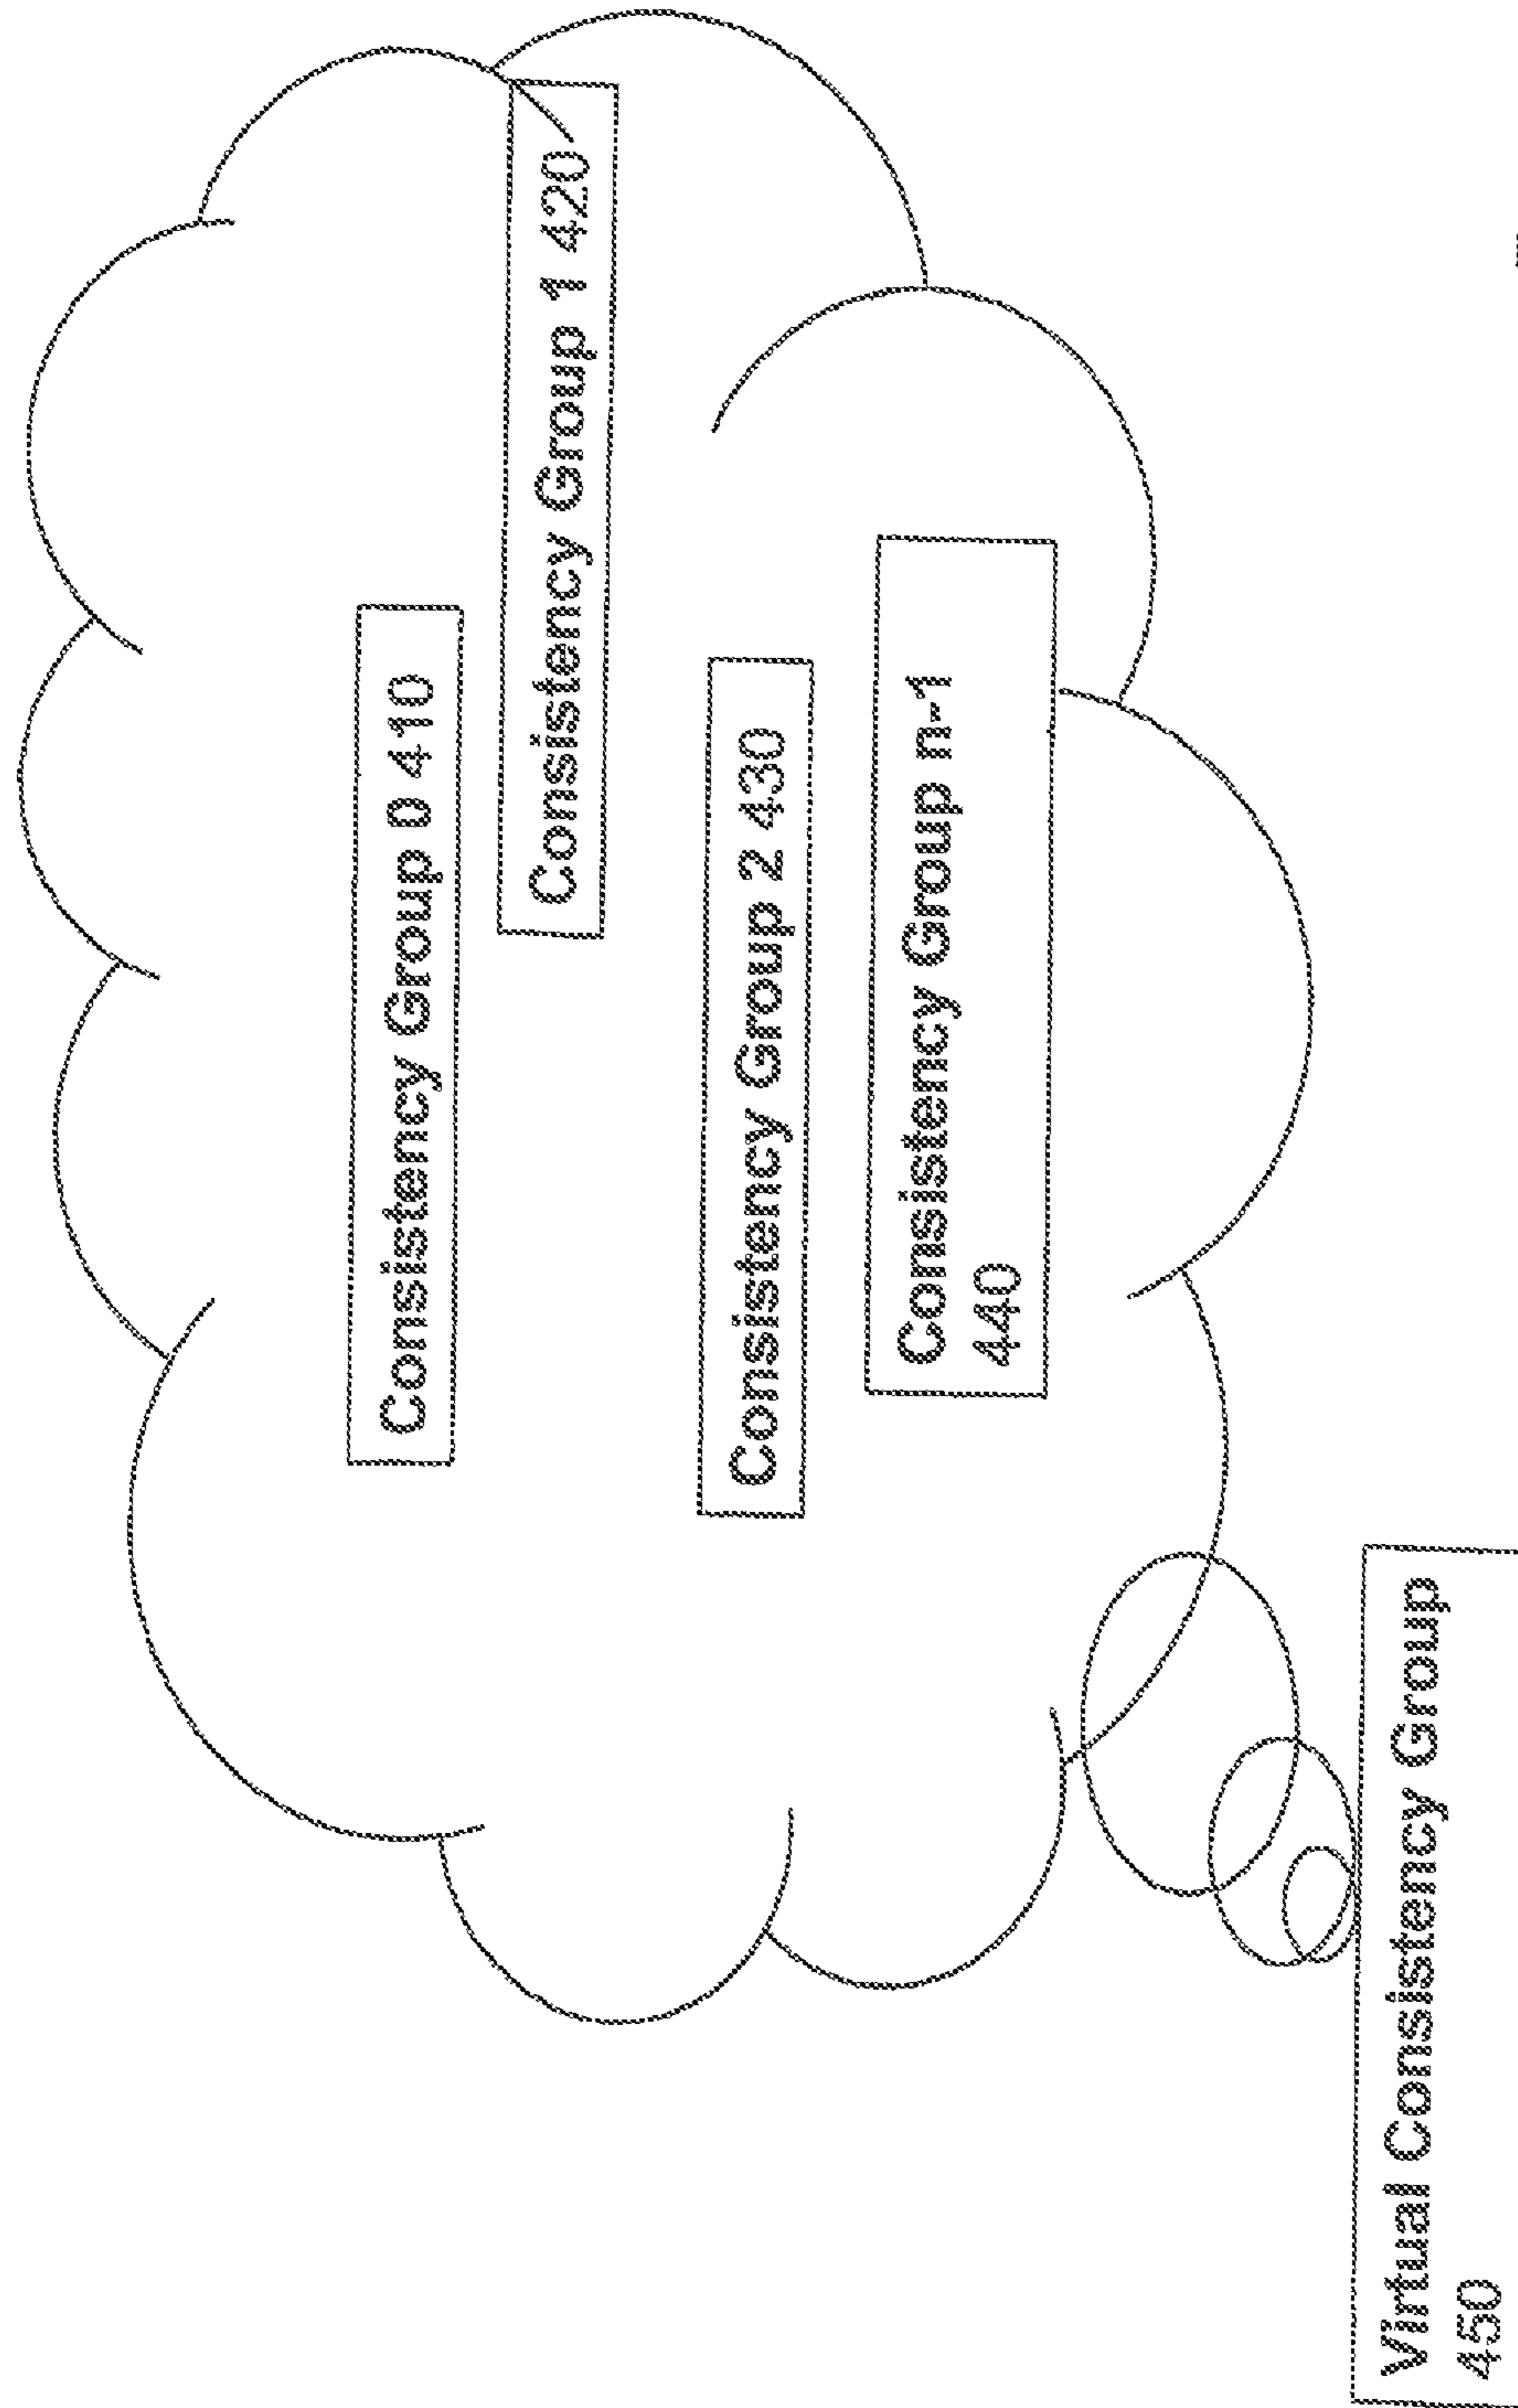 Consistency Group 0 410
Consistency Group 1 420
Consistency Group 2 430
Consistency Group n-1
440
Virtual Consistency Group
450